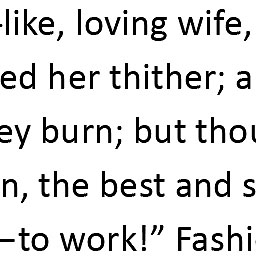 -like, loving wife,
ed her thither; a
ey burn; but thou
n, the best and s
–to work!” Fashi